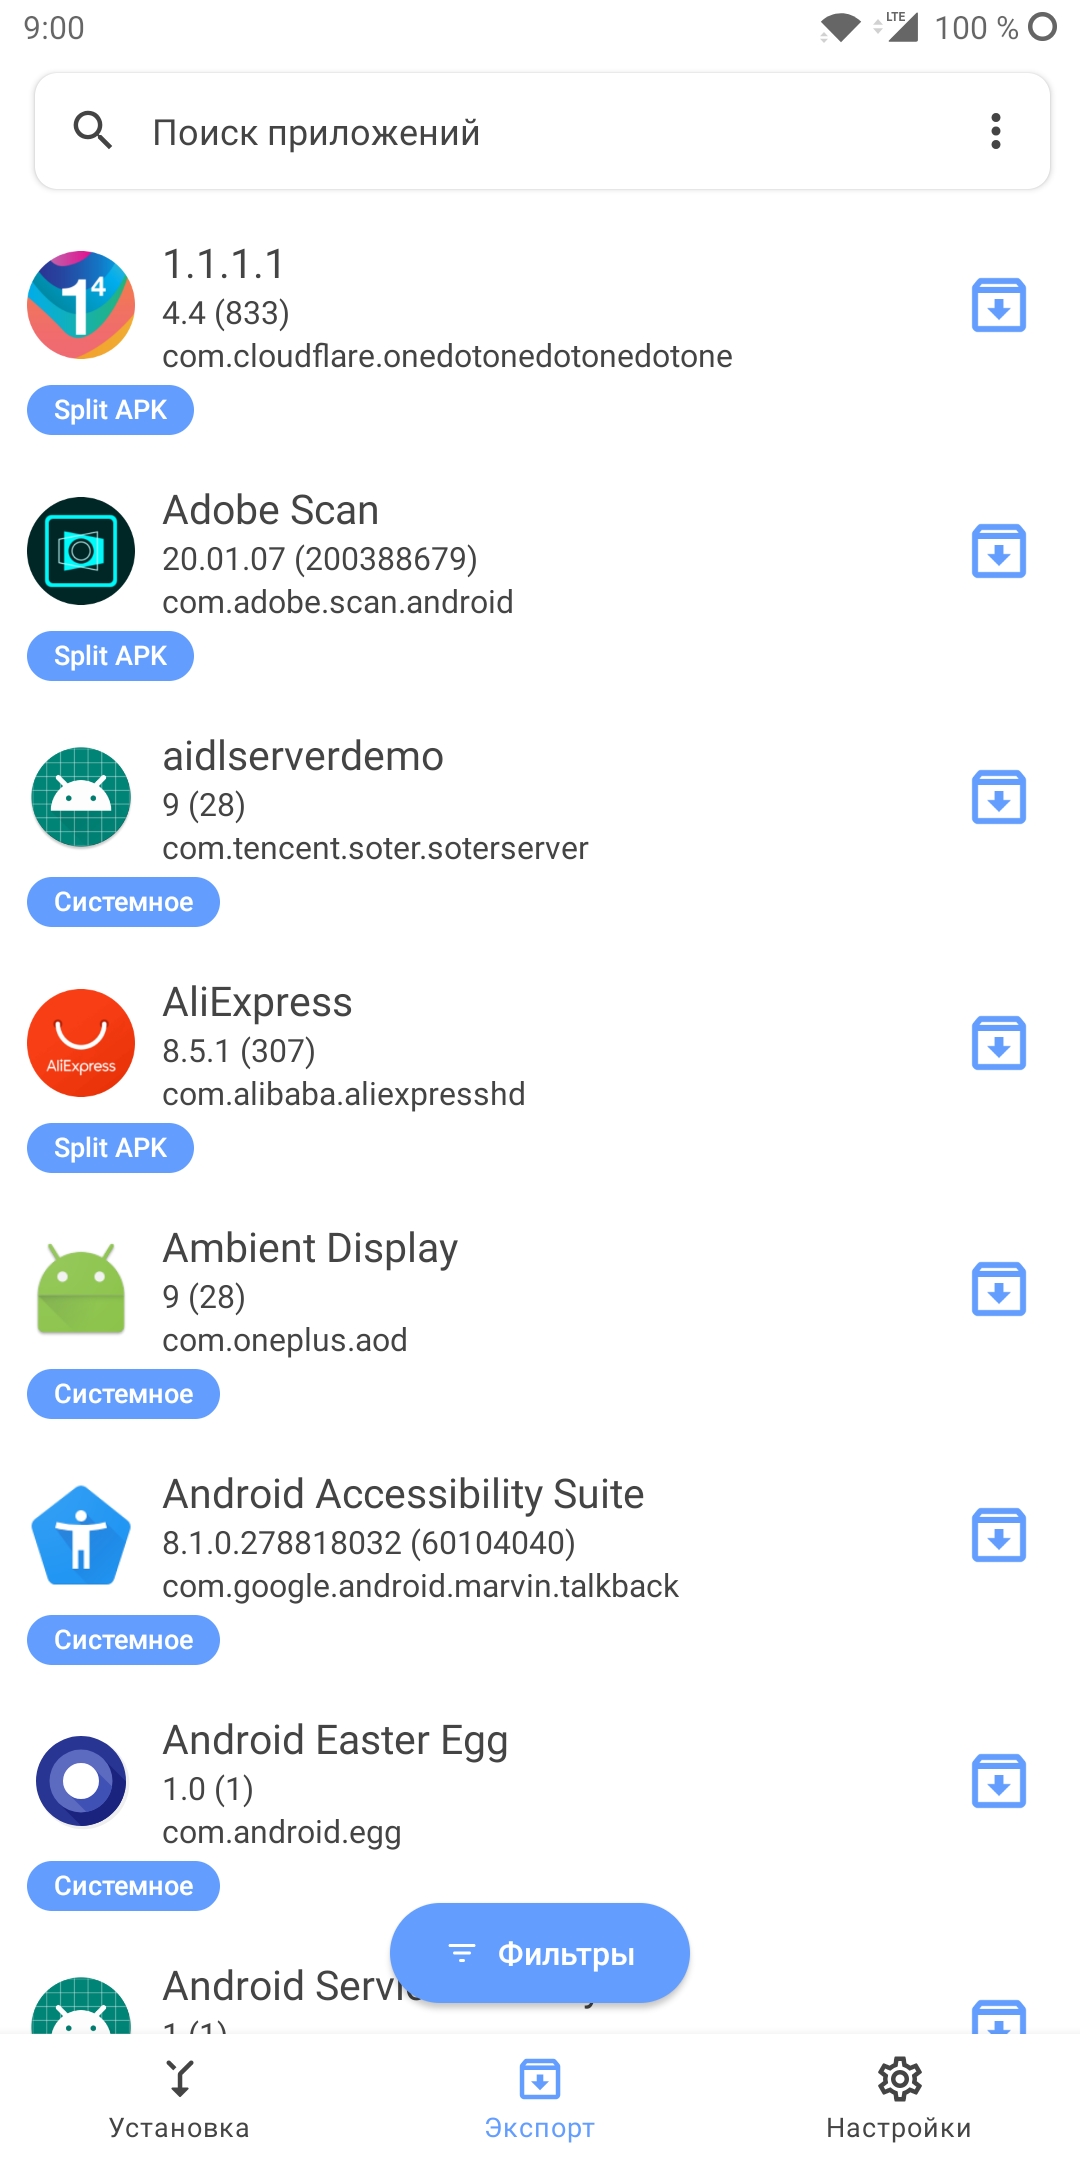 9:00
LTE 100 %
Поиск приложений
1.1.1.1
4.4 (833)
com.cloudflare.onedotonedotonedotone
Split APK
Adobe Scan
20.01.07 (200388679)
com.adobe.scan.android
Split APK
aidlserverdemo
9 (28)
com.tencent.soter.soterserver
Системное
AliExpress
AliExpress
8.5.1 (307)
com.alibaba.aliexpresshd
Split APK
Ambient Display
9 (28)
com.oneplus.aod
Системное
Android Accessibility Suite
8.1.0.278818032 (60104040)
com.google.android.marvin.talkback
Системное
Android Easter Egg
1.0 (1)
com.android.egg
Системное
Фильтры
Android
1 (1)
Установка
Экспорт
Настройки